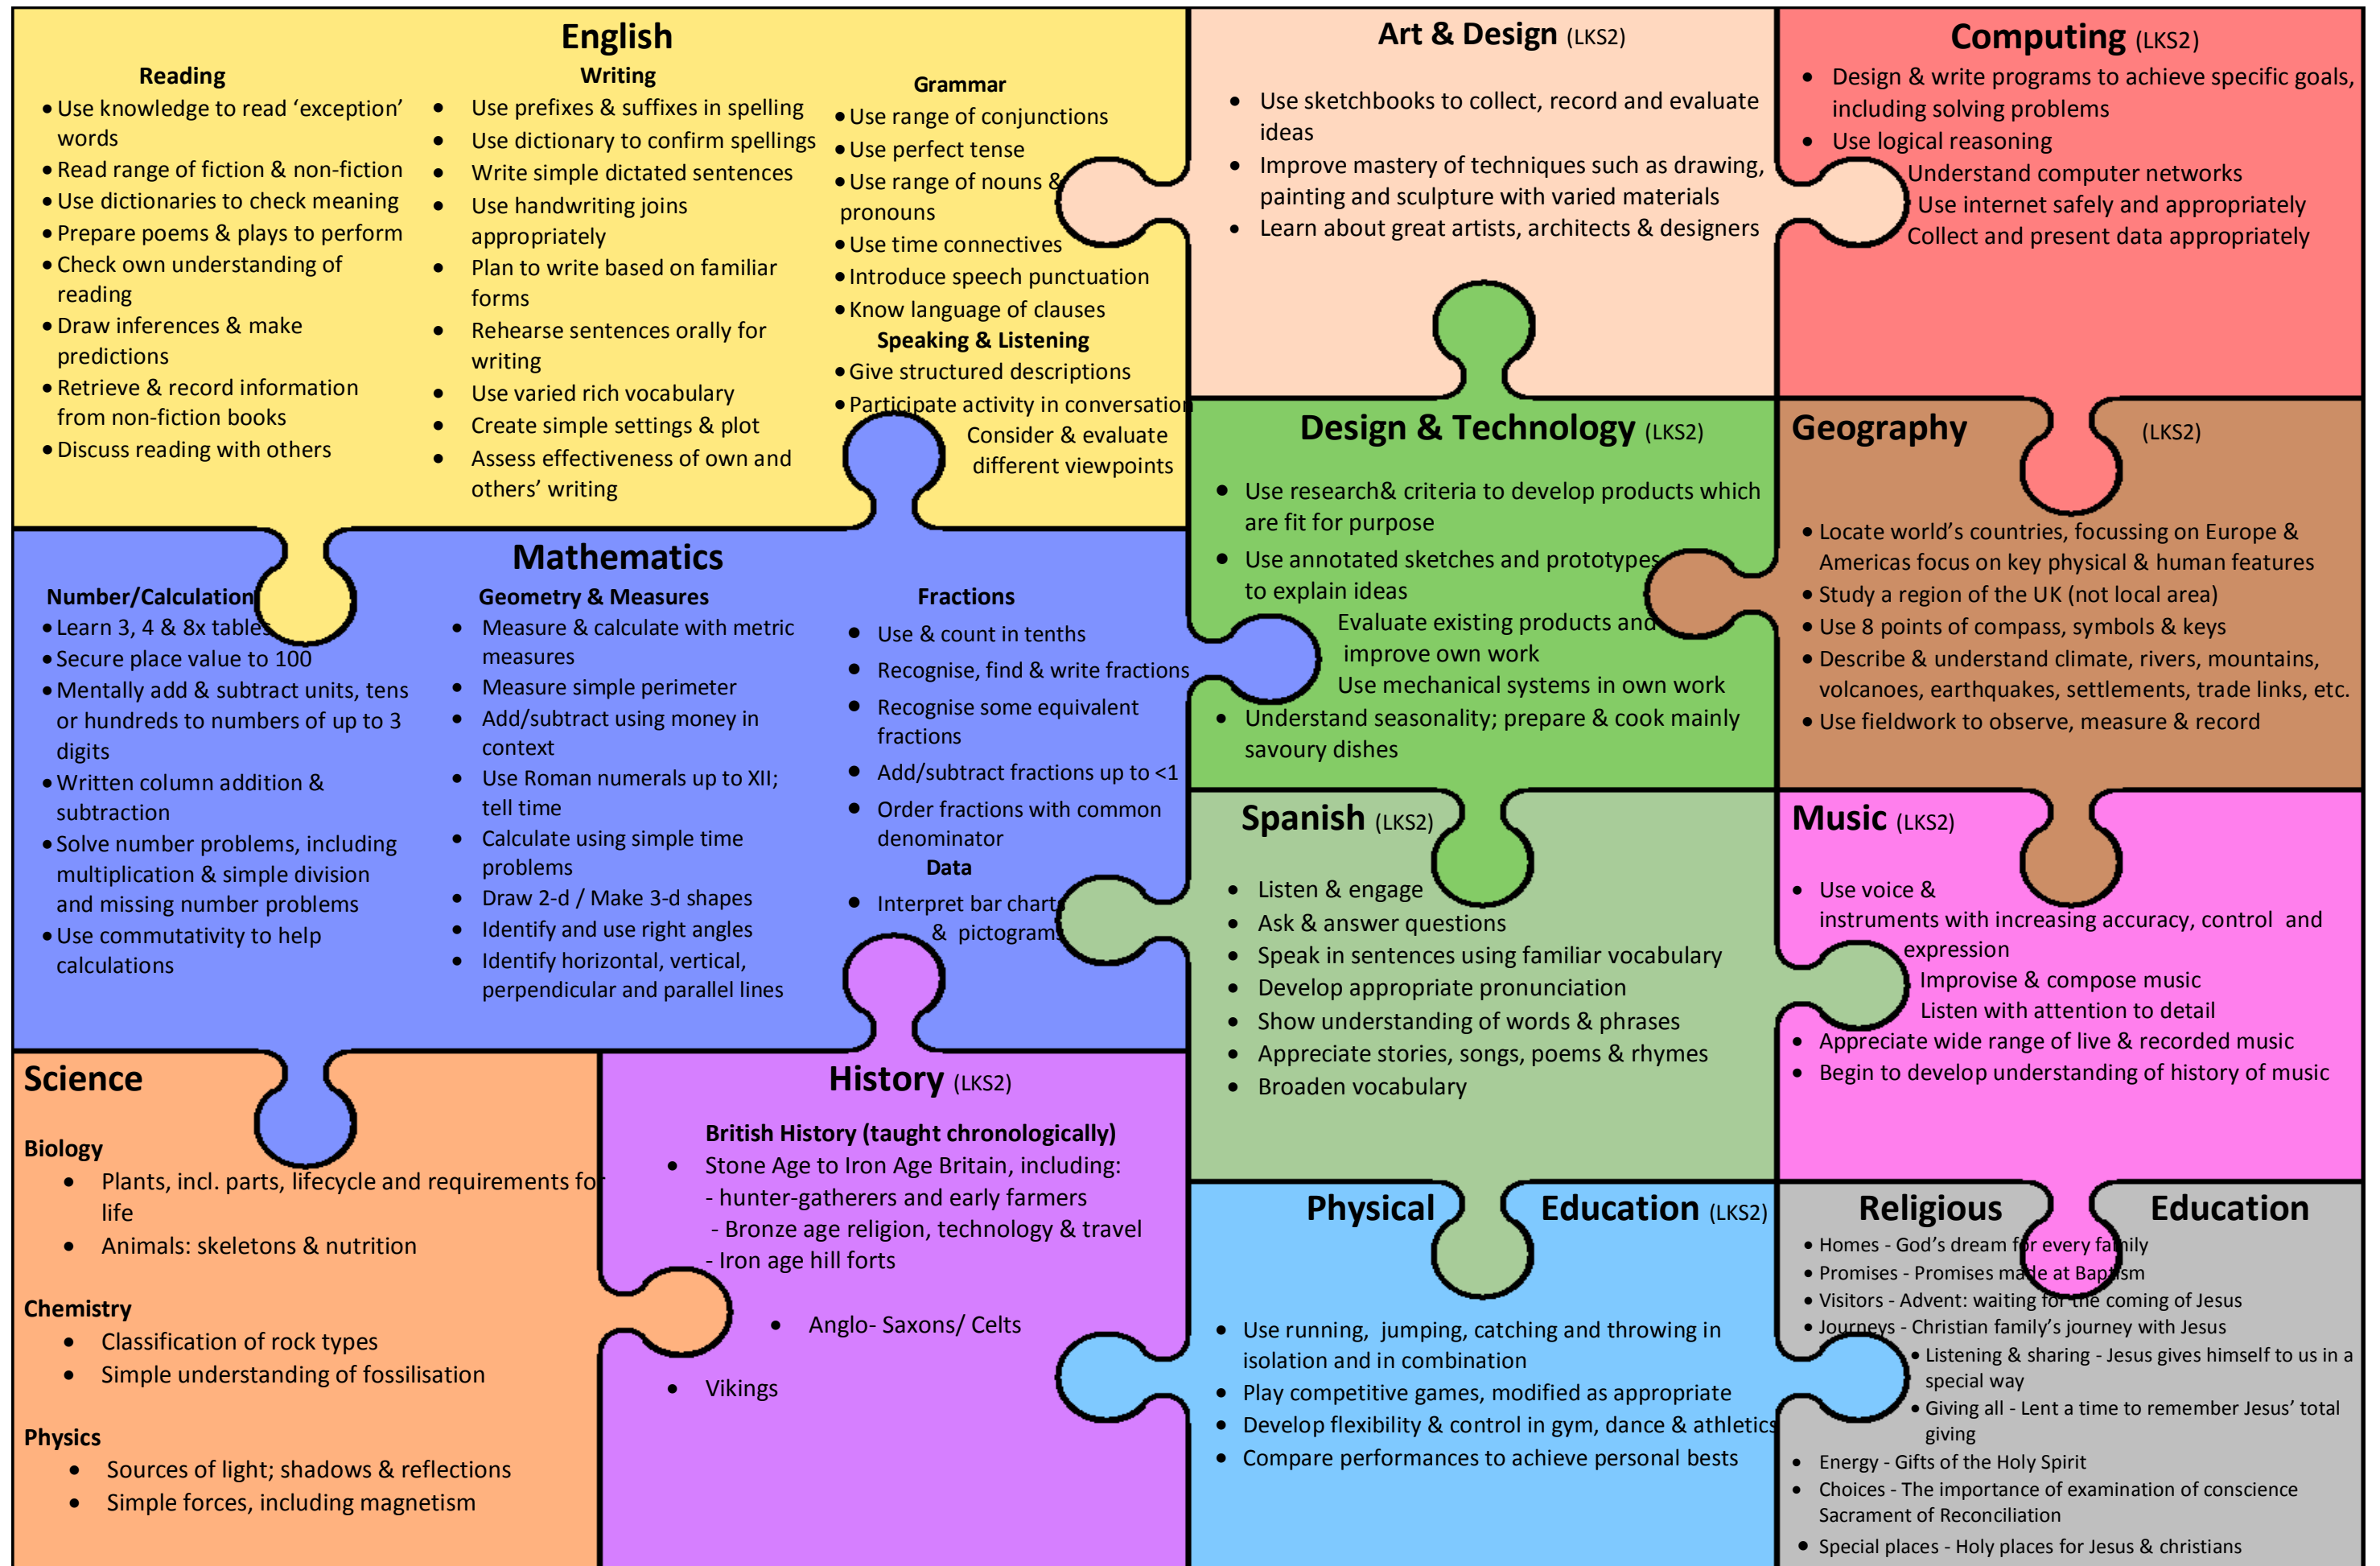 English
Reading
• Use knowledge to read ‘exception’
words
• Read range of fiction & non-fiction
• Use dictionaries to check meaning
• Prepare poems & plays to perform
• Check own understanding of
reading
• Draw inferences & make
predictions
• Retrieve & record information
from non-fiction books
• Discuss reading with others
Writing
• Use prefixes & suffixes in spelling
• Use dictionary to confirm spellings
• Write simple dictated sentences
• Use handwriting joins
appropriately
• Plan to write based on familiar
forms
• Rehearse sentences orally for
writing
• Use varied rich vocabulary
• Create simple settings & plot
• Assess effectiveness of own and
others’ writing
Grammar
• Use range of conjunctions
• Use perfect tense
• Use range of nouns &
pronouns
• Use time connectives
• Introduce speech punctuation
• Know language of clauses
Speaking & Listening
• Give structured descriptions
• Participate activity in conversation
Consider & evaluate
different viewpoints
Art & Design (LKS2)
• Use sketchbooks to collect, record and evaluate
ideas
• Improve mastery of techniques such as drawing,
painting and sculpture with varied materials
• Learn about great artists, architects & designers
Computing (LKS2)
• Design & write programs to achieve specific goals,
including solving problems
• Use logical reasoning
Understand computer networks
Use internet safely and appropriately
Collect and present data appropriately
Mathematics
Number/Calculation
• Learn 3, 4 & 8x tables
• Secure place value to 100
• Mentally add & subtract units, tens
or hundreds to numbers of up to 3
digits
• Written column addition &
subtraction
• Solve number problems, including
multiplication & simple division
and missing number problems
• Use commutativity to help
calculations
Geometry & Measures
• Measure & calculate with metric
measures
• Measure simple perimeter
• Add/subtract using money in
context
• Use Roman numerals up to XII;
tell time
• Calculate using simple time
problems
• Draw 2-d / Make 3-d shapes
• Identify and use right angles
• Identify horizontal, vertical,
perpendicular and parallel lines
Fractions
• Use & count in tenths
• Recognise, find & write fractions
• Recognise some equivalent
fractions
• Add/subtract fractions up to <1
• Order fractions with common
denominator
Data
• Interpret bar charts
& pictograms
Design & Technology (LKS2)
• Use research& criteria to develop products which
are fit for purpose
• Use annotated sketches and prototypes
to explain ideas
Evaluate existing products and
improve own work
Use mechanical systems in own work
• Understand seasonality; prepare & cook mainly
savoury dishes
Geography (LKS2)
• Locate world’s countries, focussing on Europe &
Americas focus on key physical & human features
• Study a region of the UK (not local area)
• Use 8 points of compass, symbols & keys
• Describe & understand climate, rivers, mountains,
volcanoes, earthquakes, settlements, trade links, etc.
• Use fieldwork to observe, measure & record
Spanish (LKS2)
• Listen & engage
• Ask & answer questions
• Speak in sentences using familiar vocabulary
• Develop appropriate pronunciation
• Show understanding of words & phrases
• Appreciate stories, songs, poems & rhymes
• Broaden vocabulary
Music (LKS2)
• Use voice &
instruments with increasing accuracy, control and
expression
Improvise & compose music
Listen with attention to detail
• Appreciate wide range of live & recorded music
• Begin to develop understanding of history of music
Science
Biology
• Plants, incl. parts, lifecycle and requirements for
life
• Animals: skeletons & nutrition
Chemistry
• Classification of rock types
• Simple understanding of fossilisation
Physics
• Sources of light; shadows & reflections
• Simple forces, including magnetism
History (LKS2)
British History (taught chronologically)
• Stone Age to Iron Age Britain, including:
- hunter-gatherers and early farmers
- Bronze age religion, technology & travel
- Iron age hill forts
• Anglo- Saxons/ Celts
• Vikings
Physical Education (LKS2)
• Use running, jumping, catching and throwing in
isolation and in combination
• Play competitive games, modified as appropriate
• Develop flexibility & control in gym, dance & athletics
• Compare performances to achieve personal bests
Religious Education
• Homes - God’s dream for every family
• Promises - Promises made at Baptism
• Visitors - Advent: waiting for the coming of Jesus
• Journeys - Christian family’s journey with Jesus
• Listening & sharing - Jesus gives himself to us in a
special way
• Giving all - Lent a time to remember Jesus’ total
giving
• Energy - Gifts of the Holy Spirit
• Choices - The importance of examination of conscience
Sacrament of Reconciliation
• Special places - Holy places for Jesus & christians